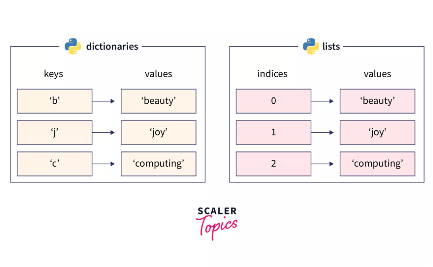 dictionaries
keys values
‘b’ ‘beauty’
‘j’ ‘joy’
‘c’ ‘computing’
lists
indices values
0 ‘beauty’
1 ‘joy’
2 ‘computing’
SCALER
Topics